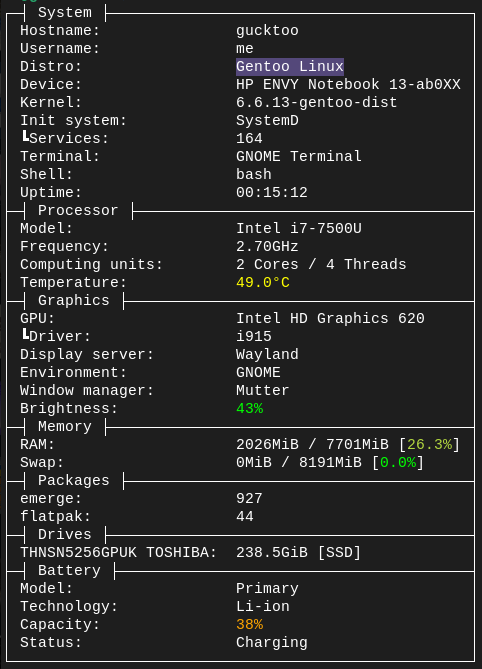 System
Hostname: gucktoo
Username: me
Distro: Gentoo Linux
Device: HP ENVY Notebook 13-ab0XX
Kernel: 6.6.13-gentoo-dist
Init system: SystemD
┗Services: 164
Terminal: GNOME Terminal
Shell: bash
Uptime: 00:15:12
Processor
Model: Intel i7-7500U
Frequency: 2.70GHz
Computing units: 2 Cores / 4 Threads
Temperature: 49.0°C
Graphics
GPU: Intel HD Graphics 620
┗Driver: i915
Display server: Wayland
Environment: GNOME
Window manager: Mutter
Brightness: 43%
Memory
RAM: 2026MiB / 7701MiB [26.3%]
Swap: 0MiB / 8191MiB [0.0%]
Packages
emerge: 927
flatpak: 44
Drives
THNSN5256GPUK TOSHIBA: 238.5GiB [SSD]
Battery
Model: Primary
Technology: Li-ion
Capacity: 38%
Status: Charging